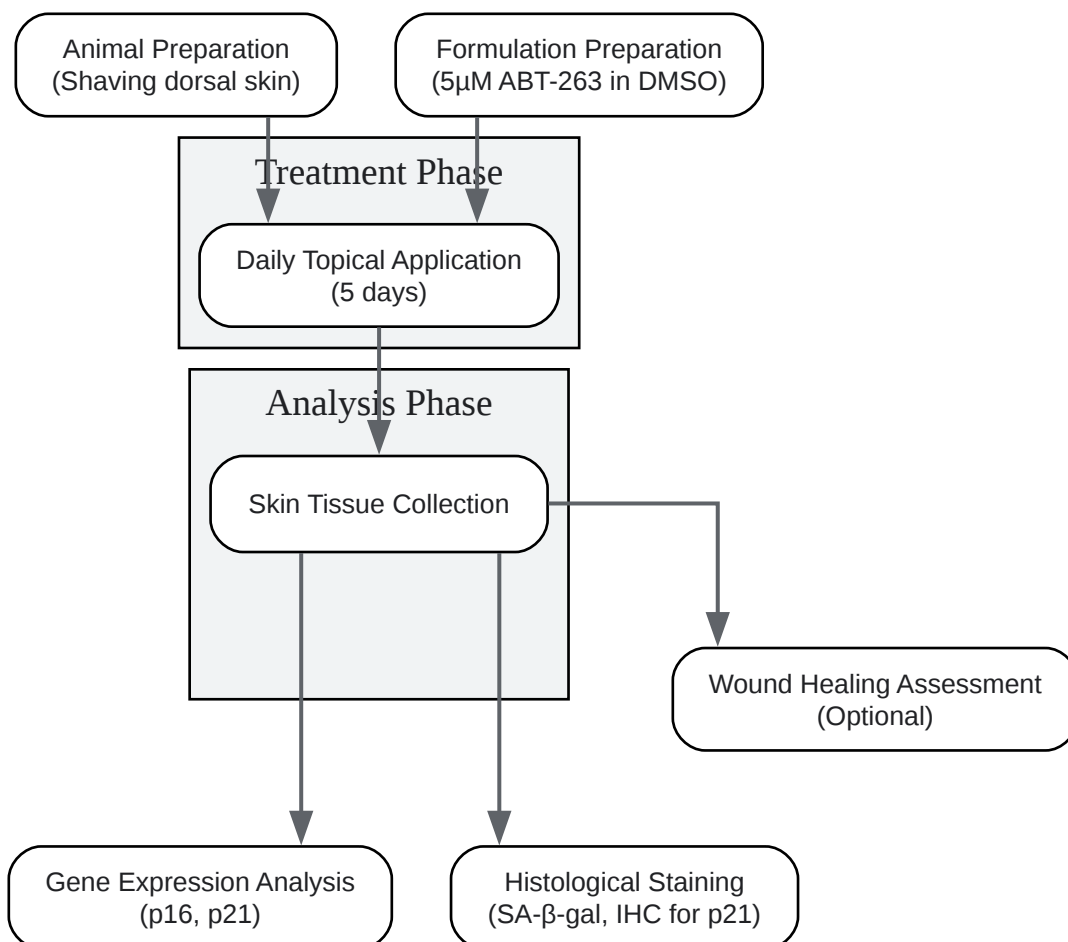 Animal Preparation
(Shaving dorsal skin)
Formulation Preparation
(5µM ABT-263 in DMSO)
Treatment Phase
Daily Topical Application
(5 days)
Analysis Phase
Skin Tissue Collection
Wound Healing Assessment
(Optional)
Gene Expression Analysis
(p16, p21)
Histological Staining
(SA-β-gal, IHC for p21)